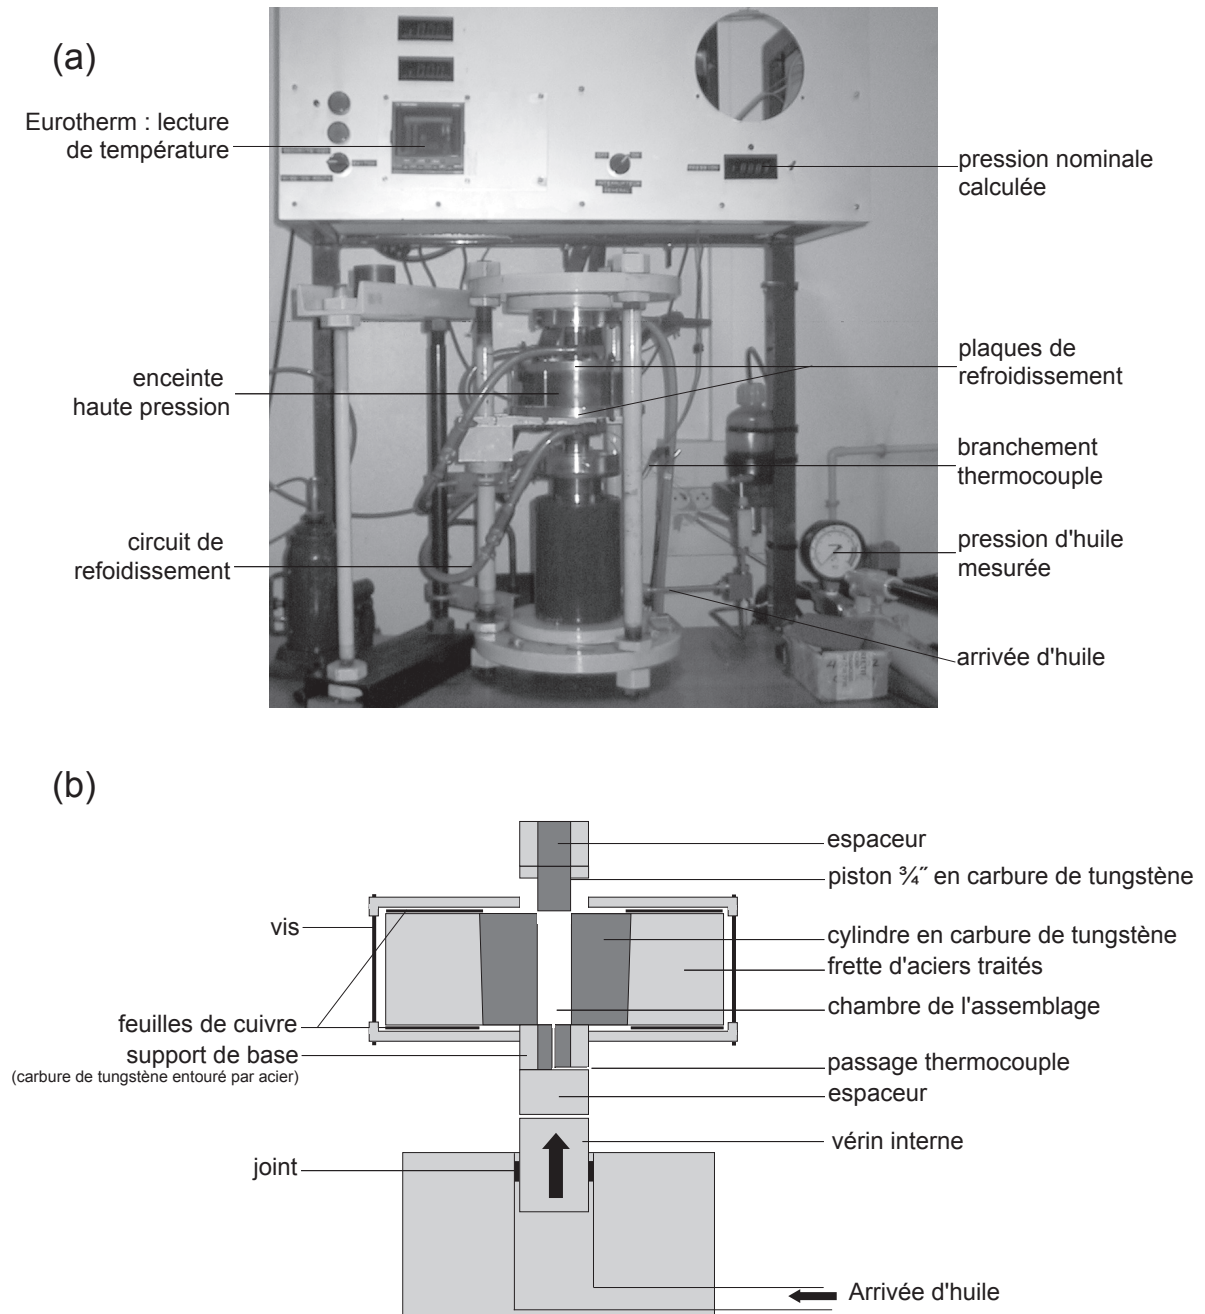 (a)
Eurotherm : lecture
de température
pression nominale
calculée
enceinte
haute pression
plaques de
refroidissement
branchement
thermocouple
circuit de
refoidissement
pression d'huile
mesurée
arrivée d'huile
(b)
espaceur
piston ¾˝ en carbure de tungstène
vis
cylindre en carbure de tungstène
frette d'aciers traités
chambre de l'assemblage
feuilles de cuivre
support de base
(carbure de tungstène entouré par acier)
passage thermocouple
espaceur
vérin interne
joint
Arrivée d'huile